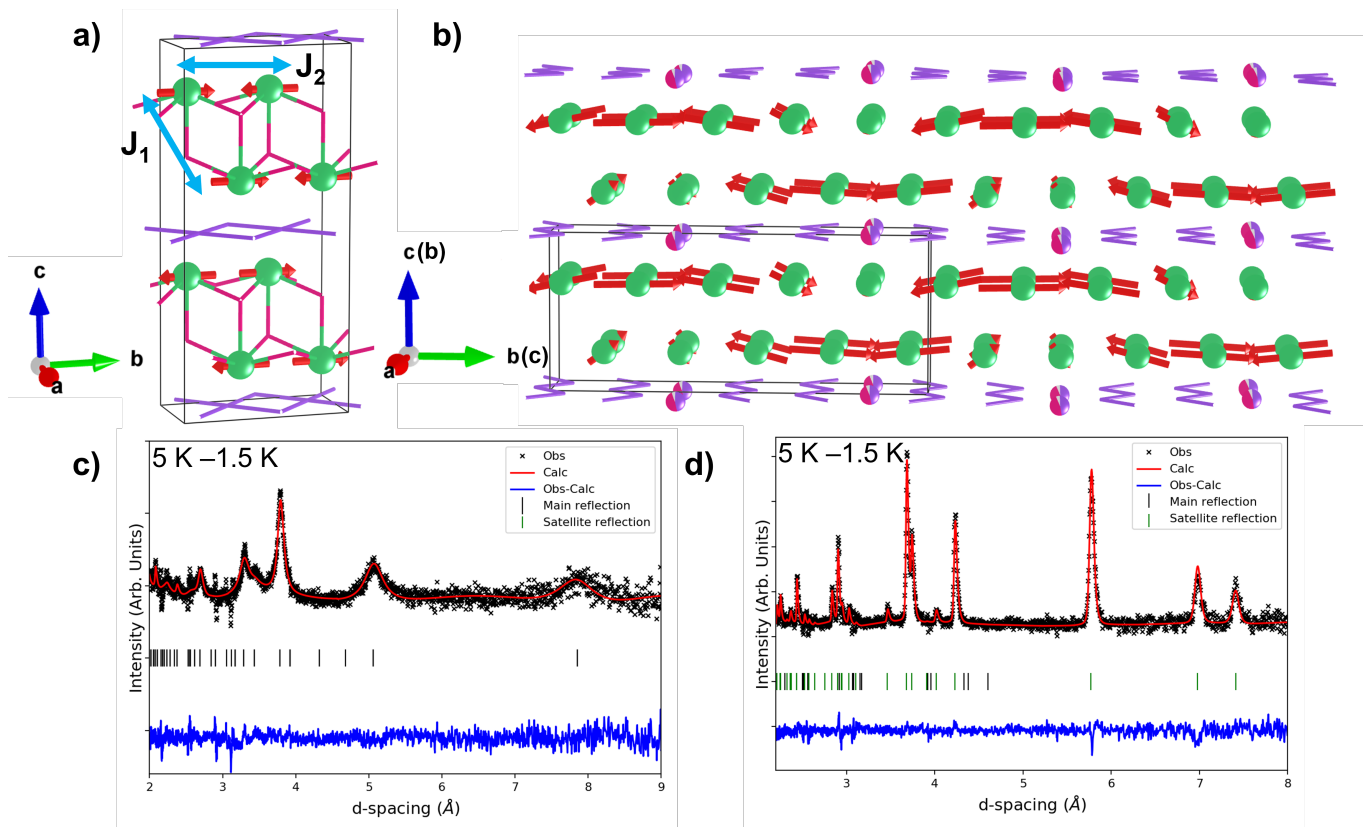 a)
J₂
J₁
c
b
a
b)
c(b)
b(c)
a
c)
5 K –1.5 K
Obs
Calc
Obs-Calc
Main reflection
Satellite reflection
Intensity (Arb. Units)
2 3 4 5 6 7 8 9
d-spacing (Å)
d)
5 K –1.5 K
Obs
Calc
Obs-Calc
Main reflection
Satellite reflection
Intensity (Arb. Units)
3 4 5 6 7 8
d-spacing (Å)